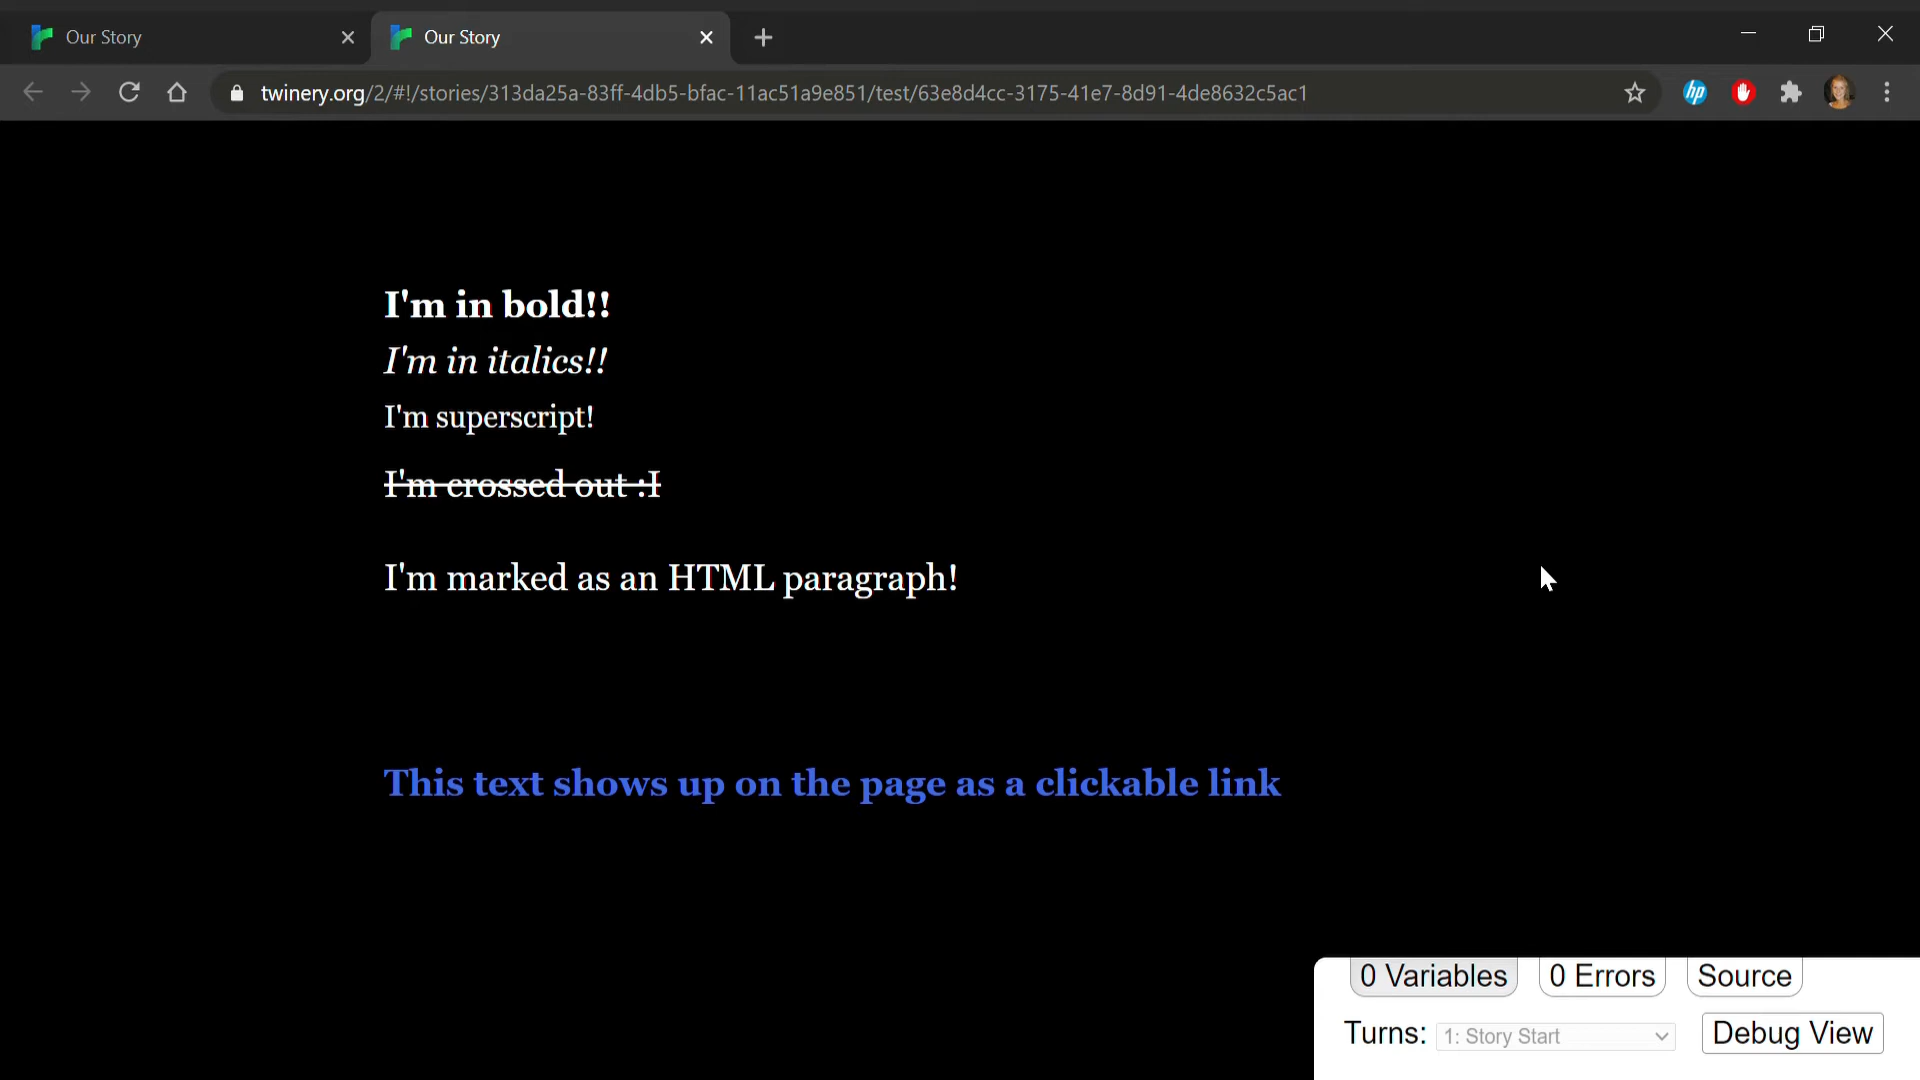 Our Story
Our Story
twinery.org/2/#!/stories/313da25a-83ff-4db5-bfac-11ac51a9e851/test/63e8d4cc-3175-41e7-8d91-4de8632c5ac1
hp
I'm in bold!!
I'm in italics!!
I'm superscript!
I'm crossed out :I
I'm marked as an HTML paragraph!
This text shows up on the page as a clickable link
0 Variables 0 Errors Source
Turns: 1: Story Start Debug View